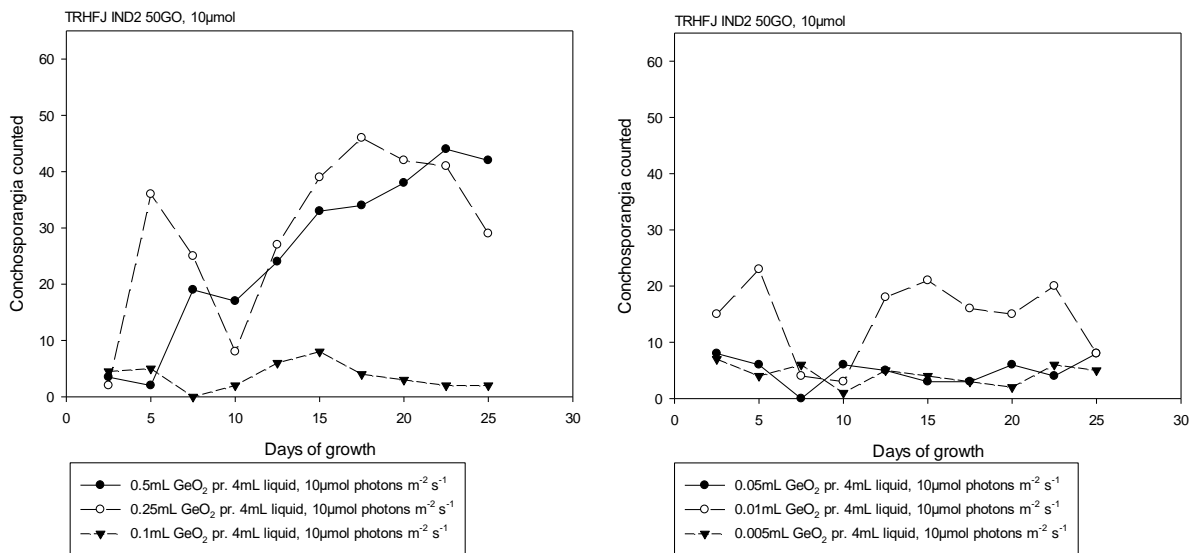 TRHFJ IND2 50GO, 10µmol
60
50
40
30
20
10
0
Conchosporangia counted
0 5 10 15 20 25 30
Days of growth
0.5mL GeO₂ pr. 4mL liquid, 10µmol photons m⁻² s⁻¹
0.25mL GeO₂ pr. 4mL liquid, 10µmol photons m⁻² s⁻¹
0.1mL GeO₂ pr. 4mL liquid, 10µmol photons m⁻² s⁻¹
TRHFJ IND2 50GO, 10µmol
60
50
40
30
20
10
0
Conchosporangia counted
0 5 10 15 20 25 30
Days of growth
0.05mL GeO₂ pr. 4mL liquid, 10µmol photons m⁻² s⁻¹
0.01mL GeO₂ pr. 4mL liquid, 10µmol photons m⁻² s⁻¹
0.005mL GeO₂ pr. 4mL liquid, 10µmol photons m⁻² s⁻¹